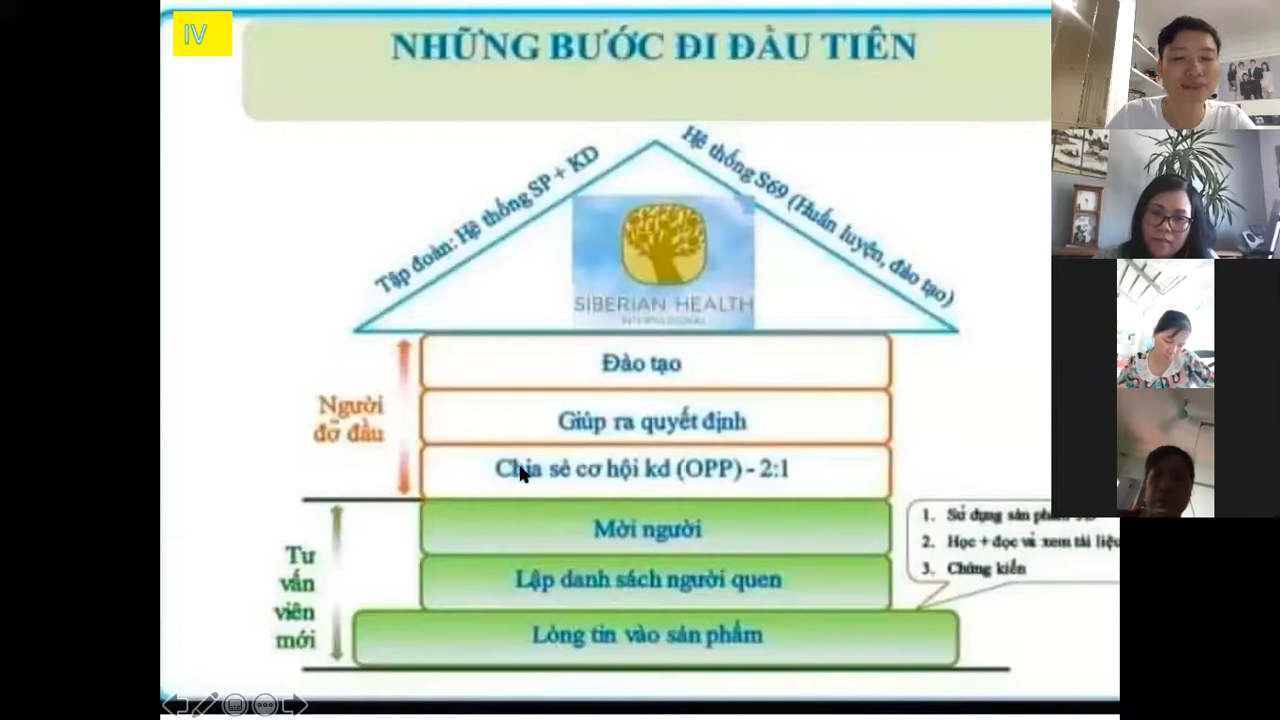 IV
NHỮNG BƯỚC ĐI ĐẦU TIÊN
Tập đoàn: Hệ thống SP + KD
Hệ thống S69 (Huấn luyện, đào tạo)
SIBERIAN HEALTH
INTERNATIONAL
Đào tạo
Giúp ra quyết định
Chia sẻ cơ hội kd (OPP) - 2:1
Người
đỡ đầu
Mời người
Lập danh sách người quen
Lòng tin vào sản phẩm
Tư
vấn
viên
mới
1. Sử dụng sản
2. Học + đọc và xem tài liệu
3. Chứng kiến